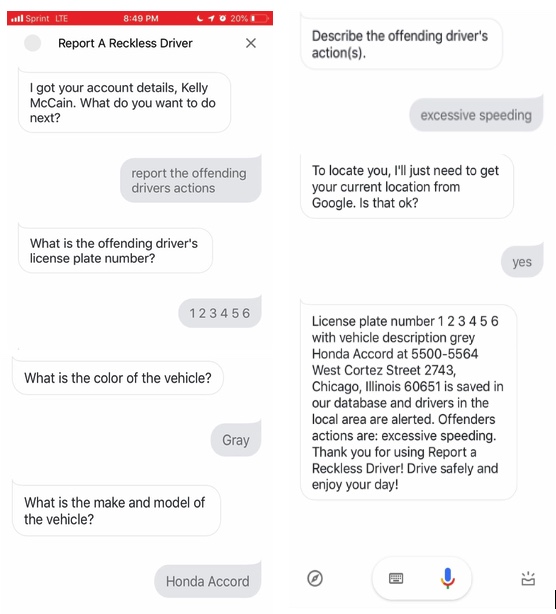 Sprint LTE 8:49 PM 20%
Report A Reckless Driver
I got your account details, Kelly
McCain. What do you want to do
next?
report the offending
drivers actions
What is the offending driver's
license plate number?
1 2 3 4 5 6
What is the color of the vehicle?
Gray
What is the make and model of
the vehicle?
Honda Accord
Describe the offending driver's
action(s).
excessive speeding
To locate you, I'll just need to get
your current location from
Google. Is that ok?
yes
License plate number 1 2 3 4 5 6
with vehicle description grey
Honda Accord at 5500-5564
West Cortez Street 2743,
Chicago, Illinois 60651 is saved in
our database and drivers in the
local area are alerted. Offenders
actions are: excessive speeding.
Thank you for using Report a
Reckless Driver! Drive safely and
enjoy your day!